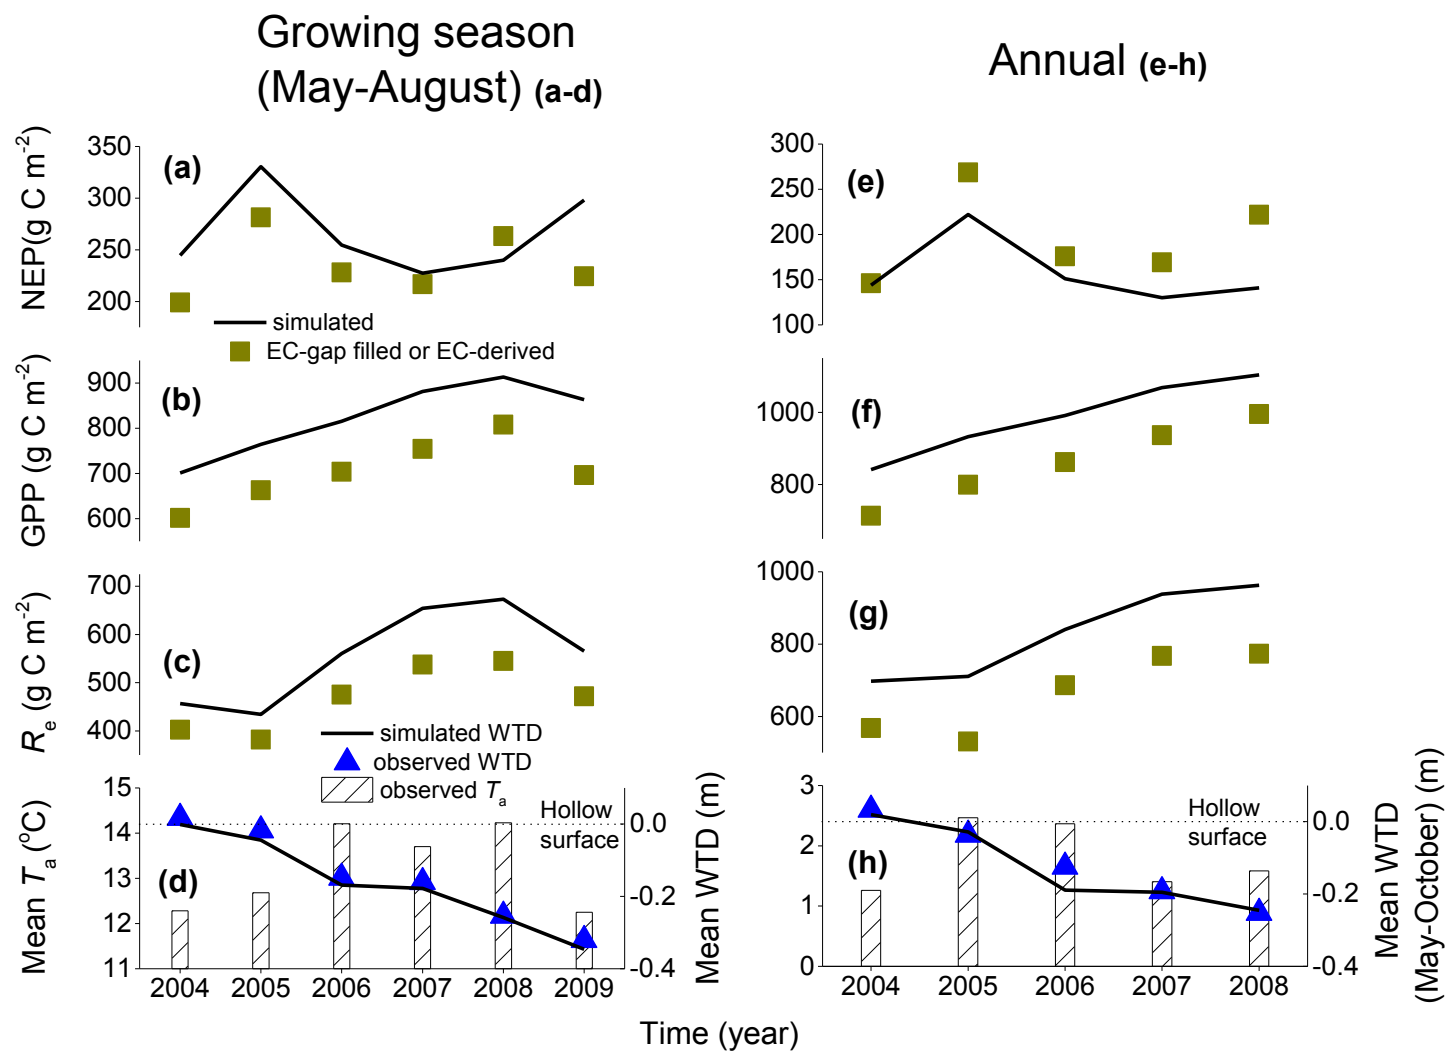 Growing season
(May-August) (a-d)
Annual (e-h)
NEP(g C m-2)
350
300
250
200
(a)
simulated
EC-gap filled or EC-derived
GPP (g C m-2)
900
800
700
600
(b)
Re (g C m-2)
700
600
500
400
(c)
simulated WTD
observed WTD
observed Ta
Mean Ta (oC)
15
14
13
12
11
(d)
Hollow
surface
0.0
-0.2
-0.4
Mean WTD (m)
2004 2005 2006 2007 2008 2009
300
250
200
150
100
(e)
1000
800
(f)
1000
800
600
(g)
3
2
1
0
(h)
Hollow
surface
0.0
-0.2
-0.4
Mean WTD
(May-October) (m)
2004 2005 2006 2007 2008
Time (year)